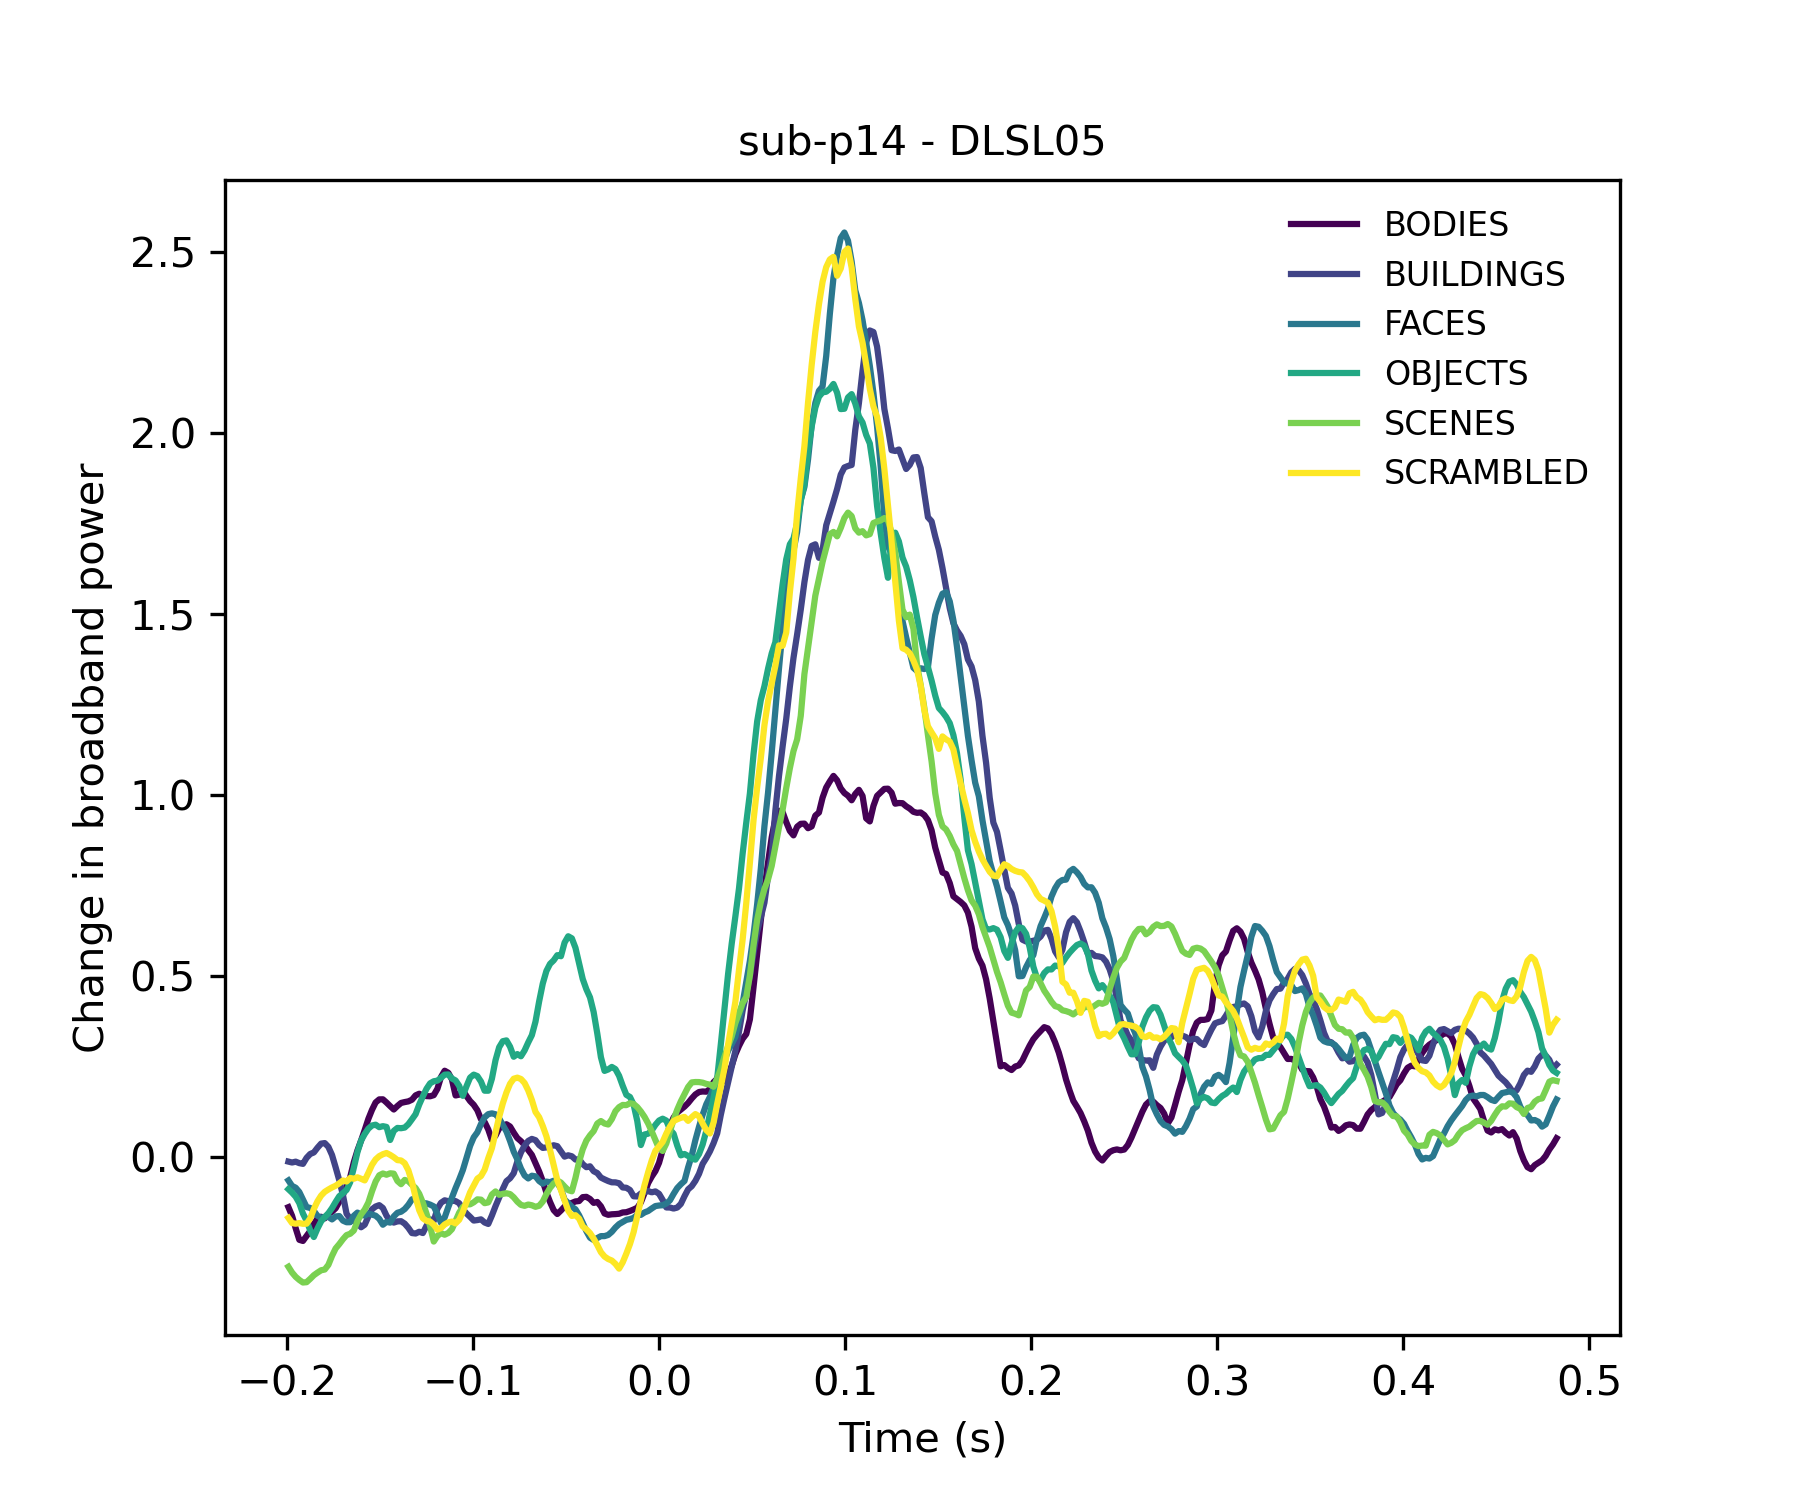 sub-p14 - DLSL05
BODIES
BUILDINGS
FACES
OBJECTS
SCENES
SCRAMBLED
Change in broadband power
2.5
2.0
1.5
1.0
0.5
0.0
−0.2 −0.1 0.0 0.1 0.2 0.3 0.4 0.5
Time (s)